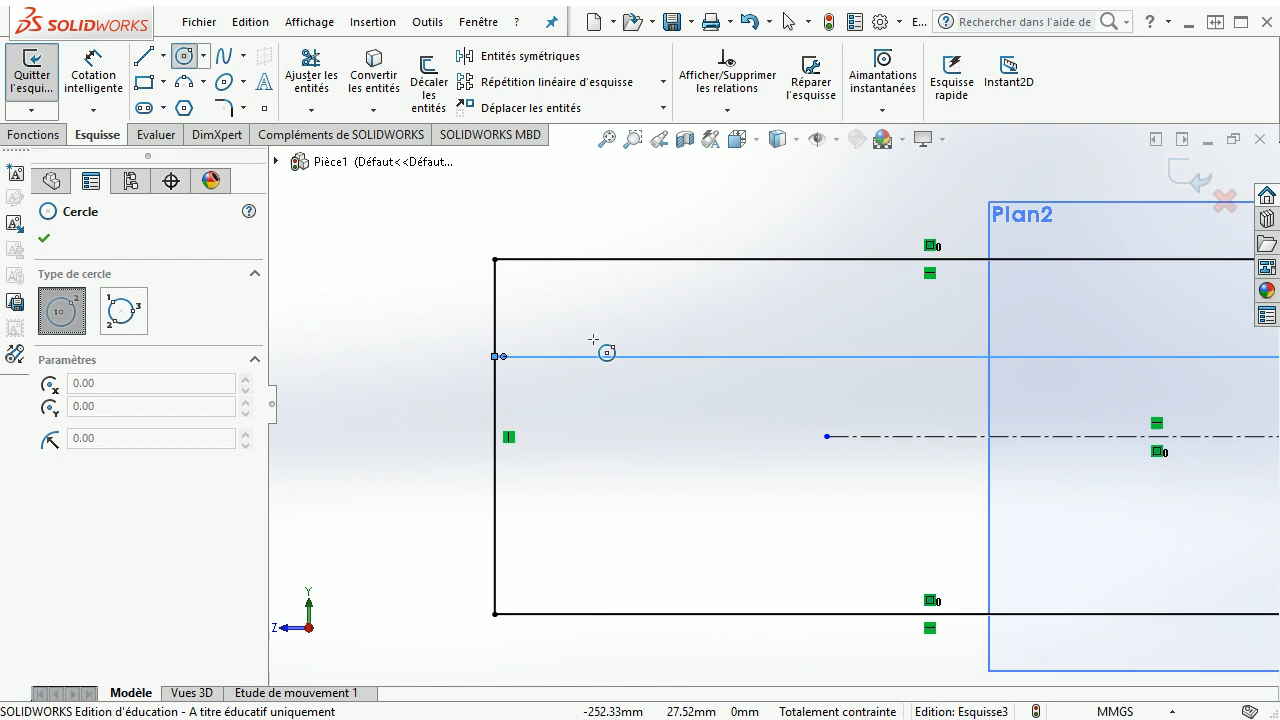 SOLIDWORKS
Fichier Edition Affichage Insertion Outils Fenêtre ? E... Rechercher dans l'aide de ?
Quitter l'esqui...
Cotation intelligente
Ajuster les entités
Convertir les entités
Décaler les entités
Entités symétriques
Répétition linéaire d'esquisse
Déplacer les entités
Afficher/Supprimer les relations
Réparer l'esquisse
Aimantations instantanées
Esquisse rapide
Instant2D
Fonctions Esquisse Evaluer DimXpert Compléments de SOLIDWORKS SOLIDWORKS MBD
Pièce1 (Défaut<<Défaut...
Cercle
Type de cercle
Paramètres
0.00
0.00
0.00
Plan2
0
0
0
Y
Z
Modèle Vues 3D Etude de mouvement 1
SOLIDWORKS Edition d'éducation - A titre éducatif uniquement -252.33mm 27.52mm 0mm Totalement contrainte Edition: Esquisse3 MMGS